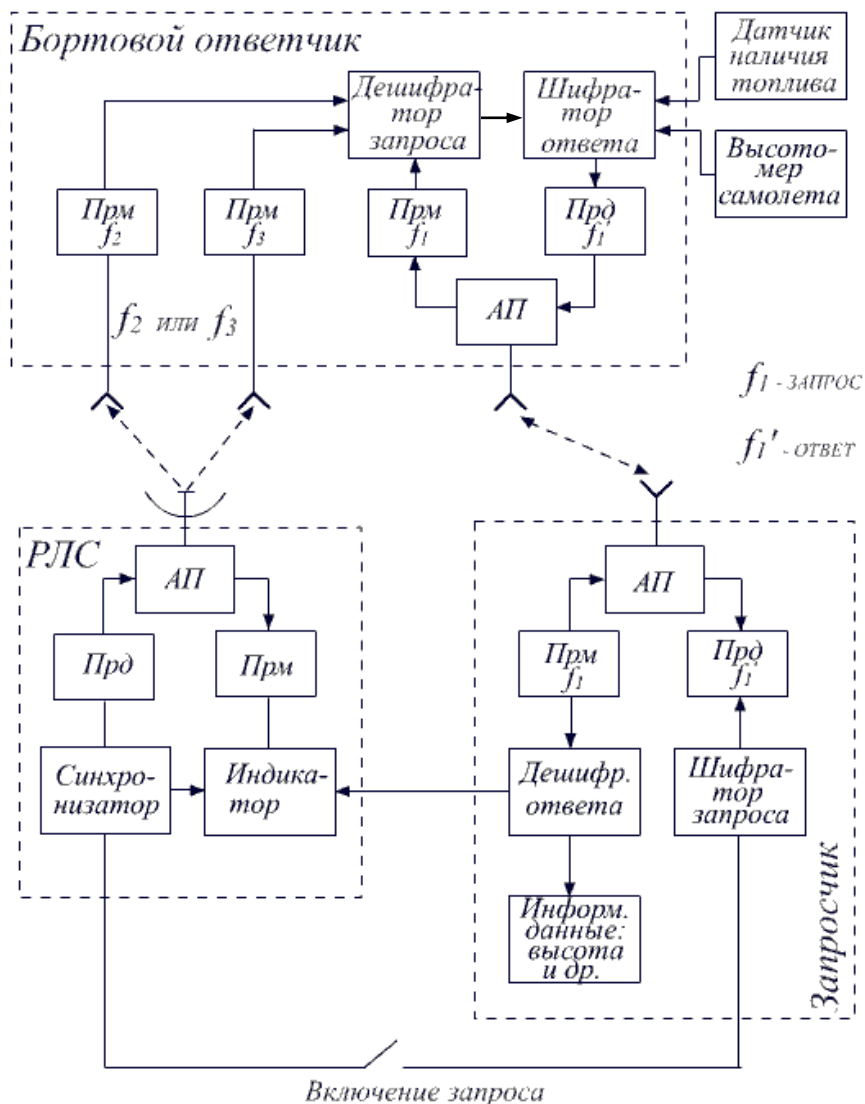 Бортовой ответчик
Датчик
наличия
топлива
Дешифра-
тор
запроса
Шифра-
тор
ответа
Высото-
мер
самолета
Прм
f2
Прм
f3
Прм
f1
Прд
f1'
АП
f2 или f3
f1 - ЗАПРОС
f1' - ОТВЕТ
РЛС
АП
Прд
Прм
Синхро-
низатор
Индика-
тор
АП
Прм
f1
Прд
f1'
Дешифр.
ответа
Шифра-
тор
запроса
Информ.
данные:
высота
и др.
Запросчик
Включение запроса